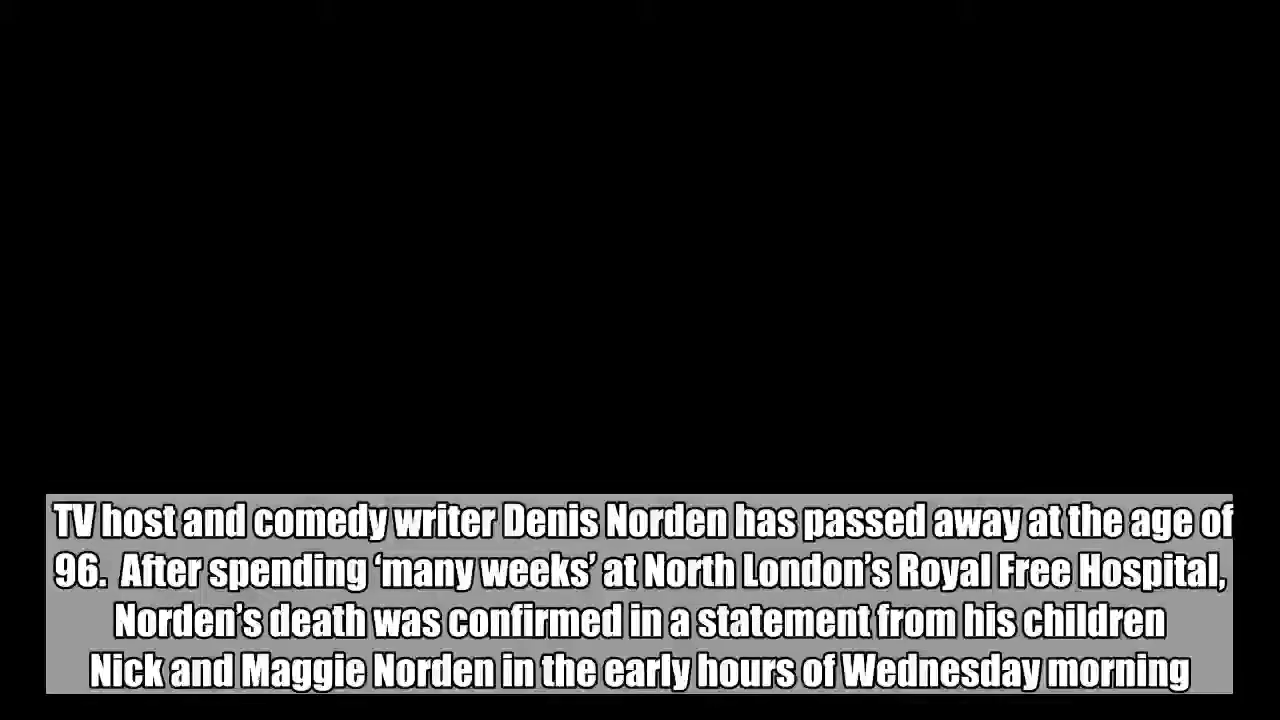 TV host and comedy writer Denis Norden has passed away at the age of
96.  After spending ‘many weeks’ at North London’s Royal Free Hospital,
Norden’s death was confirmed in a statement from his children
Nick and Maggie Norden in the early hours of Wednesday morning